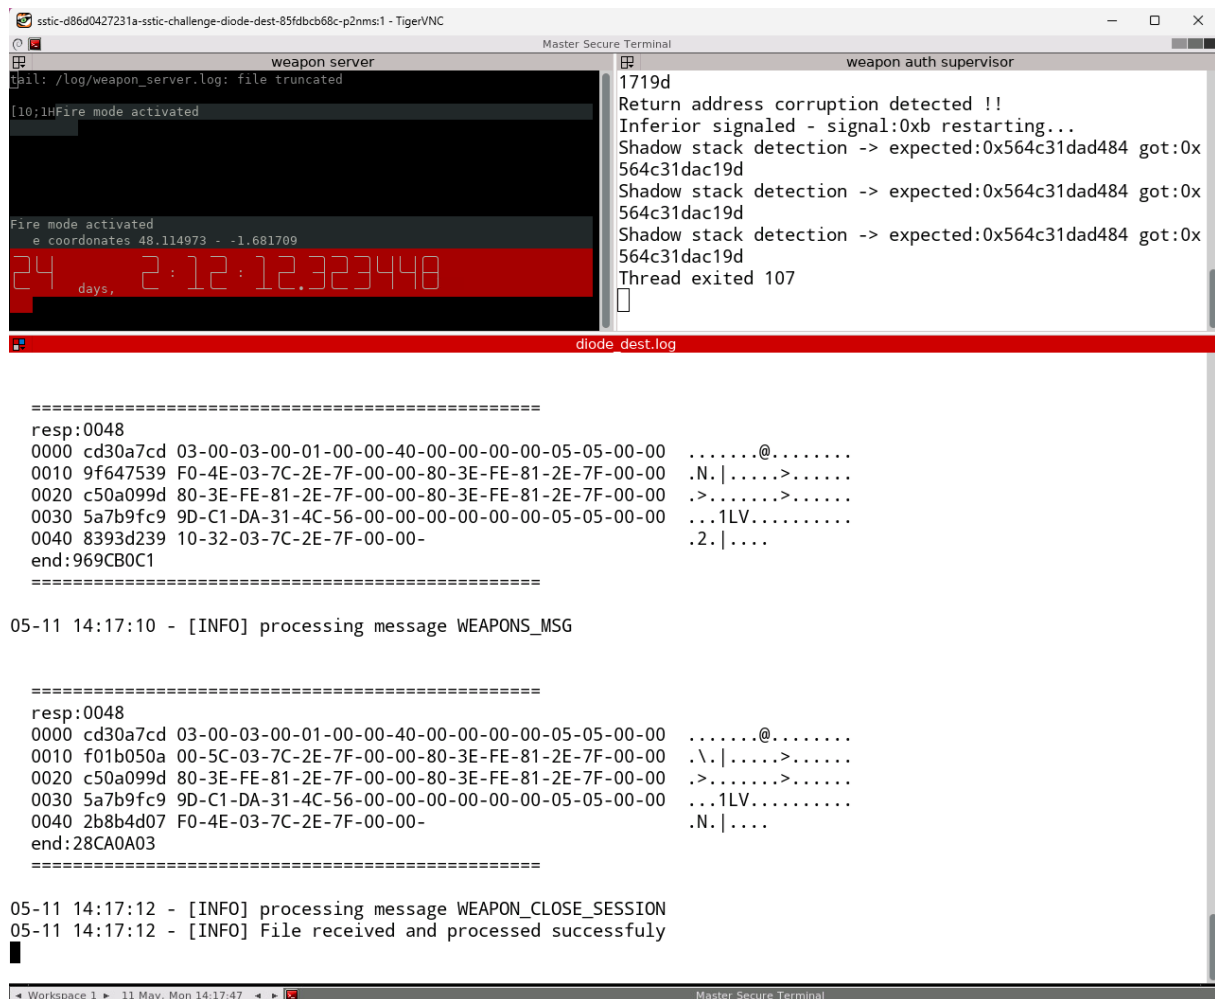 sstic-d86d0427231a-sstic-challenge-diode-dest-85fdbcb68c-p2nms:1 - TigerVNC
Master Secure Terminal
weapon server
tail: /log/weapon_server.log: file truncated
[10;1HFire mode activated
Fire mode activated
e coordonates 48.114973 - -1.681709
24 days, 2:12:12.323448
weapon auth supervisor
1719d
Return address corruption detected !!
Inferior signaled - signal:0xb restarting...
Shadow stack detection -> expected:0x564c31dad484 got:0x
564c31dac19d
Shadow stack detection -> expected:0x564c31dad484 got:0x
564c31dac19d
Shadow stack detection -> expected:0x564c31dad484 got:0x
564c31dac19d
Thread exited 107
diode_dest.log
===============================================
resp:0048
0000 cd30a7cd 03-00-03-00-01-00-00-40-00-00-00-00-05-05-00-00  .......@........
0010 9f647539 F0-4E-03-7C-2E-7F-00-00-80-3E-FE-81-2E-7F-00-00  .N.|.....>......
0020 c50a099d 80-3E-FE-81-2E-7F-00-00-80-3E-FE-81-2E-7F-00-00  .>.......>......
0030 5a7b9fc9 9D-C1-DA-31-4C-56-00-00-00-00-00-00-05-05-00-00  ...1LV..........
0040 8393d239 10-32-03-7C-2E-7F-00-00-  .2.|....
end:969CB0C1
===============================================
05-11 14:17:10 - [INFO] processing message WEAPONS_MSG
===============================================
resp:0048
0000 cd30a7cd 03-00-03-00-01-00-00-40-00-00-00-00-05-05-00-00  .......@........
0010 f01b050a 00-5C-03-7C-2E-7F-00-00-80-3E-FE-81-2E-7F-00-00  .\.|.....>......
0020 c50a099d 80-3E-FE-81-2E-7F-00-00-80-3E-FE-81-2E-7F-00-00  .>.......>......
0030 5a7b9fc9 9D-C1-DA-31-4C-56-00-00-00-00-00-00-05-05-00-00  ...1LV..........
0040 2b8b4d07 F0-4E-03-7C-2E-7F-00-00-  .N.|....
end:28CA0A03
===============================================
05-11 14:17:12 - [INFO] processing message WEAPON_CLOSE_SESSION
05-11 14:17:12 - [INFO] File received and processed successfuly
◄ Workspace 1 ► 11 May, Mon 14:17:47 ◄ ►
Master Secure Terminal